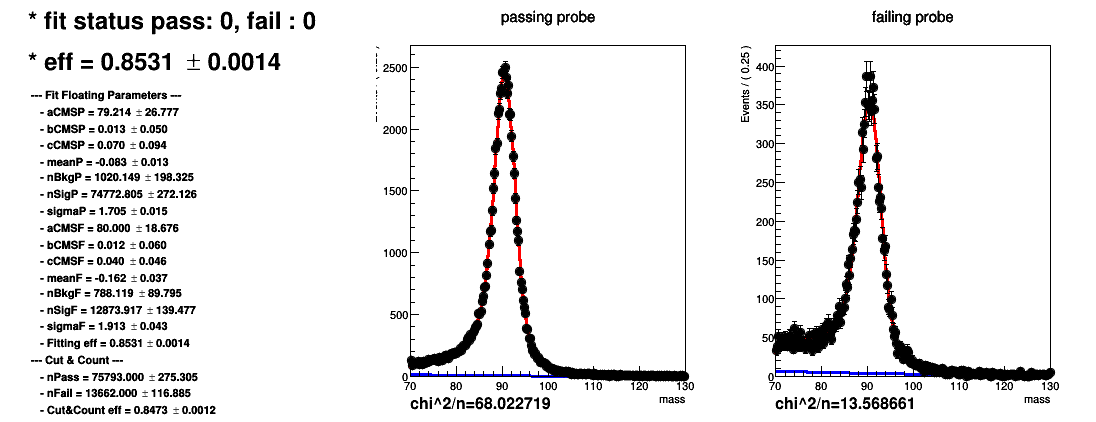 * fit status pass: 0, fail : 0
* eff = 0.8531 ± 0.0014
--- Fit Floating Parameters ---
- aCMSP = 79.214 ± 26.777
- bCMSP = 0.013 ± 0.050
- cCMSP = 0.070 ± 0.094
- meanP = -0.083 ± 0.013
- nBkgP = 1020.149 ± 198.325
- nSigP = 74772.805 ± 272.126
- sigmaP = 1.705 ± 0.015
- aCMSF = 80.000 ± 18.676
- bCMSF = 0.012 ± 0.060
- cCMSF = 0.040 ± 0.046
- meanF = -0.162 ± 0.037
- nBkgF = 788.119 ± 89.795
- nSigF = 12873.917 ± 139.477
- sigmaF = 1.913 ± 0.043
- Fitting eff = 0.8531 ± 0.0014
--- Cut & Count ---
- nPass = 75793.000 ± 275.305
- nFail = 13662.000 ± 116.885
- Cut&Count eff = 0.8473 ± 0.0012
passing probe
2500
2000
1500
1000
500
0
70 80 90 100 110 120 130
mass
chi^2/n=68.022719
failing probe
Events / ( 0.25 )
400
350
300
250
200
150
100
50
0
70 80 90 100 110 120 130
mass
chi^2/n=13.568661